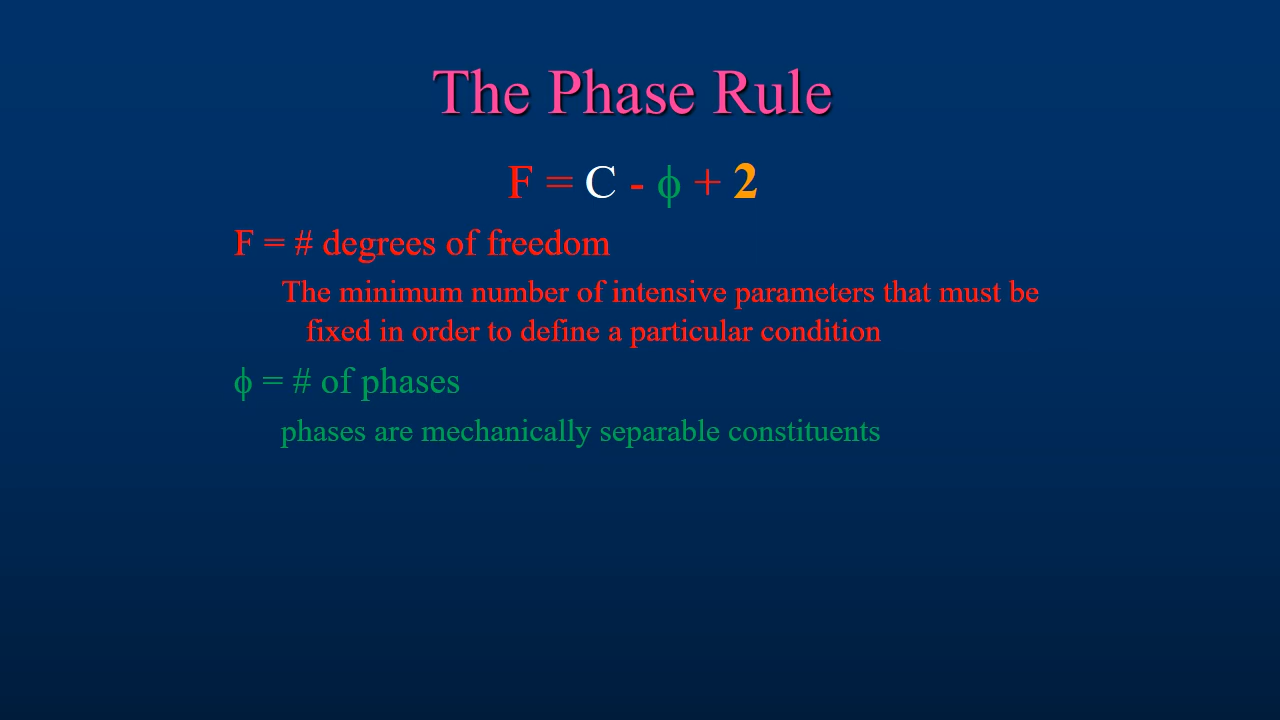 The Phase Rule
F = C - ϕ + 2
F = # degrees of freedom
The minimum number of intensive parameters that must be
fixed in order to define a particular condition
ϕ = # of phases
phases are mechanically separable constituents